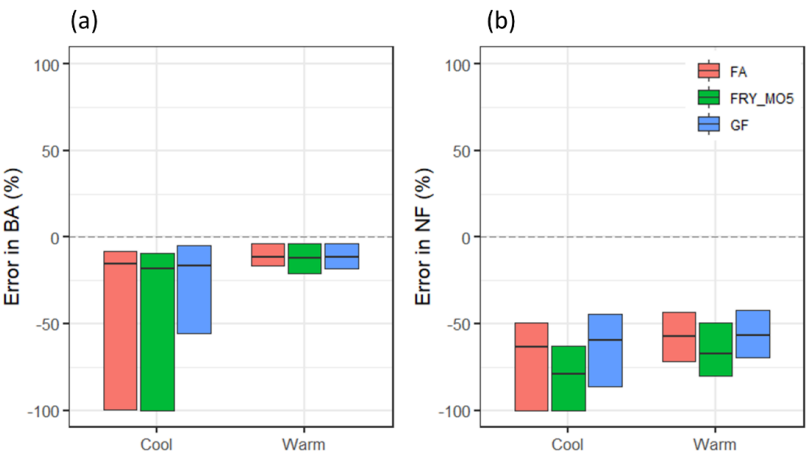 (a)
Error in BA (%)
100
50
0
-50
-100
Cool Warm
(b)
Error in NF (%)
100
50
0
-50
-100
Cool Warm
FA
FRY_MO5
GF